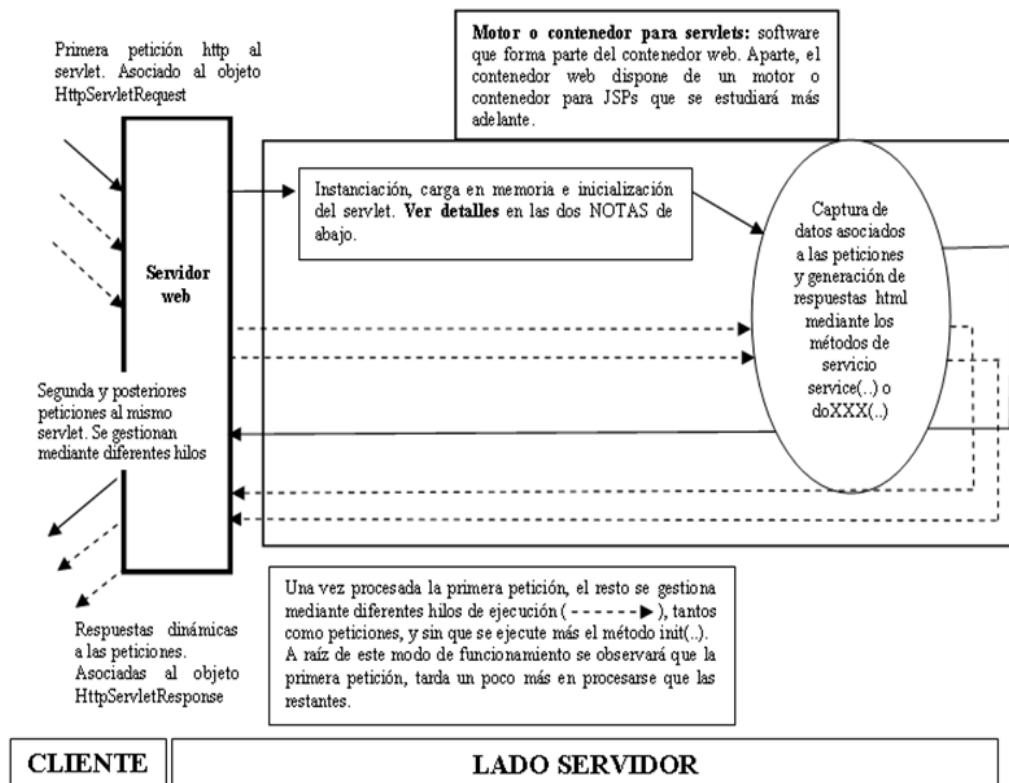 Primera petición http al
servlet. Asociado al objeto
HttpServletRequest
Motor o contenedor para servlets: software
que forma parte del contenedor web. Aparte, el
contenedor web dispone de un motor o
contenedor para JSPs que se estudiará más
adelante.
Instanciación, carga en memoria e inicialización
del servlet. Ver detalles en las dos NOTAS de
abajo.
Captura de
datos asociados
a las peticiones
y generación de
respuestas html
mediante los
métodos de
servicio
service(..) o
doXXX(..)
Servidor
web
Segunda y posteriores
peticiones al mismo
servlet. Se gestionan
mediante diferentes hilos
Respuestas dinámicas
a las peticiones.
Asociadas al objeto
HttpServletResponse
Una vez procesada la primera petición, el resto se gestiona
mediante diferentes hilos de ejecución ( ), tantos
como peticiones, y sin que se ejecute más el método init(..).
A raíz de este modo de funcionamiento se observará que la
primera petición, tarda un poco más en procesarse que las
restantes.
CLIENTE
LADO SERVIDOR